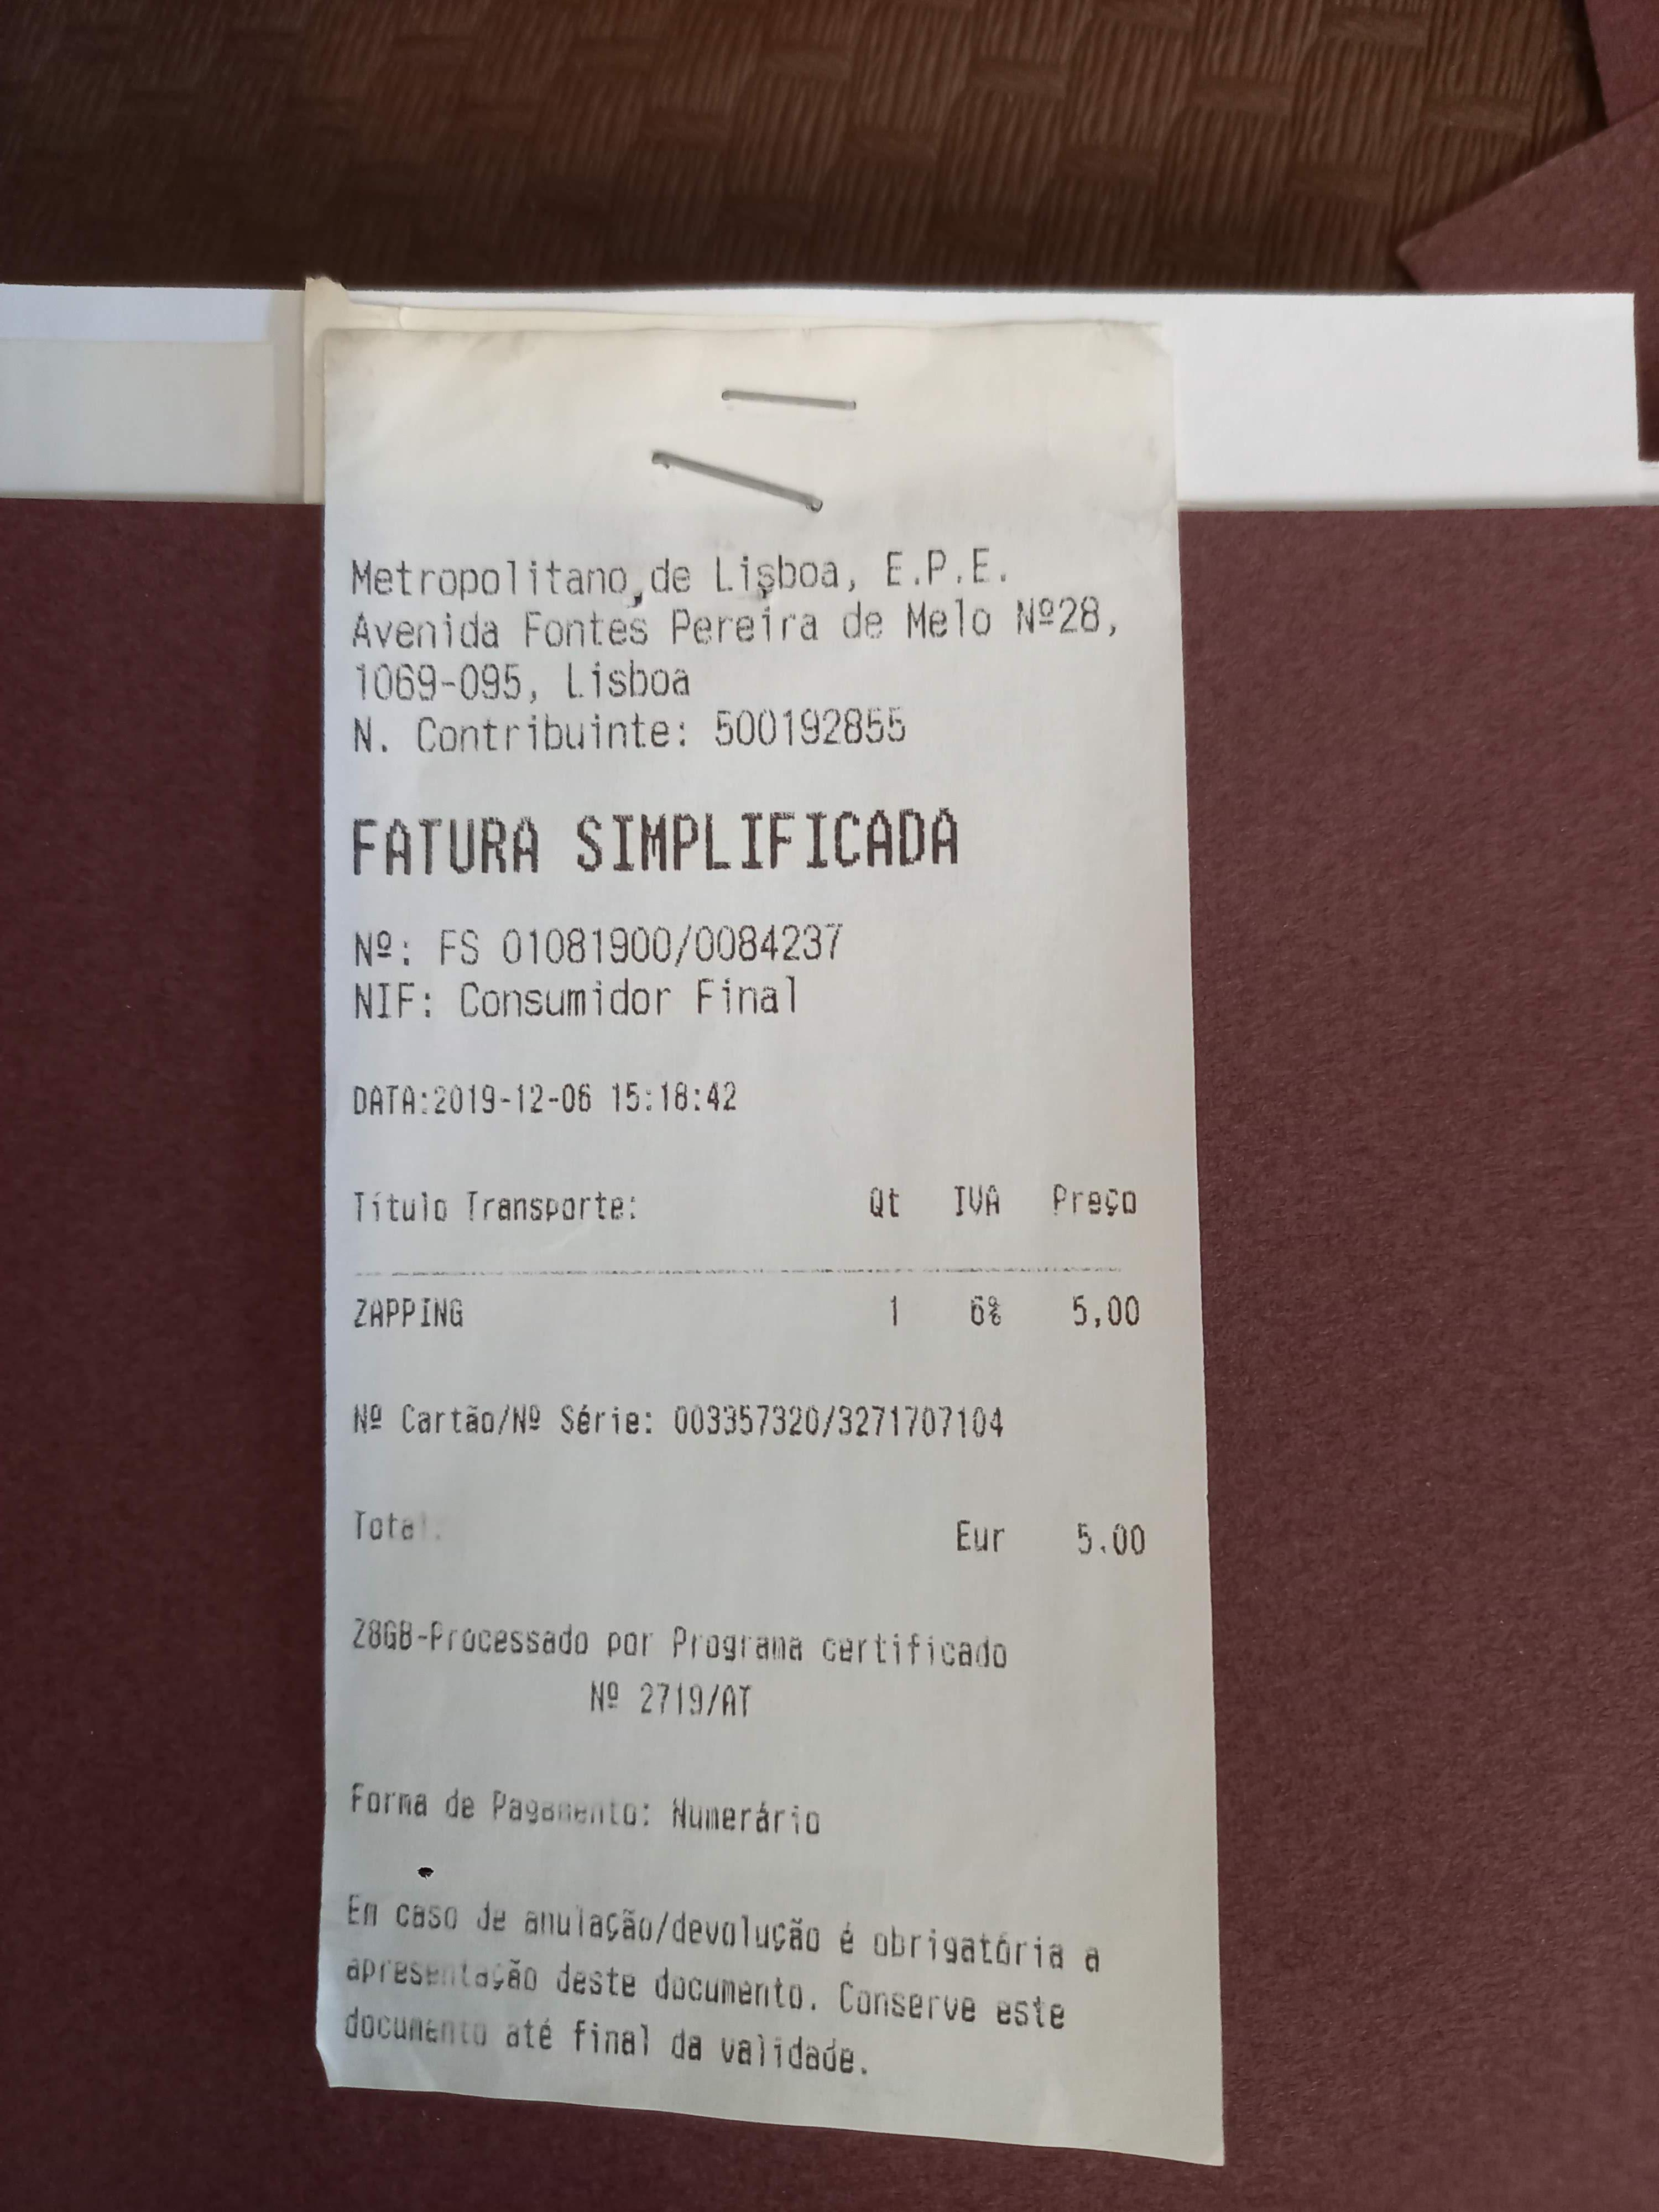 Metropolitano de Lisboa, E.P.E.
Avenida Fontes Pereira de Melo Nº28,
1069-095, Lisboa
N. Contribuinte: 500192855
FATURA SIMPLIFICADA
Nº: FS 01081900/0084237
NIF: Consumidor Final
DATA:2019-12-06 15:18:42
Título Transporte: Qt IVA Preço
ZAPPING 1 6% 5,00
Nº Cartão/Nº Série: 003357320/3271707104
Total: Eur 5.00
Z8GB-Processado por Programa certificado
Nº 2719/AT
Forma de Pagamento: Numerário
Em caso de anulação/devolução é obrigatória a
apresentação deste documento. Conserve este
documento até final da validade.